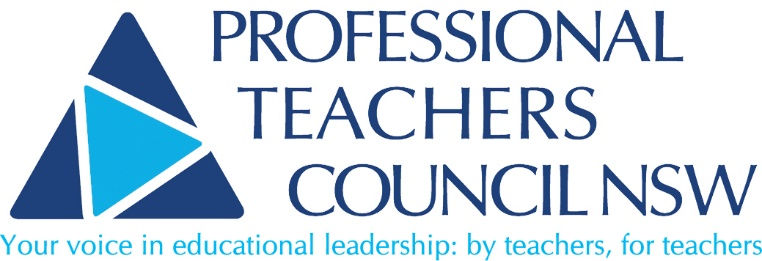 PROFESSIONAL
TEACHERS
COUNCIL NSW
Your voice in educational leadership: by teachers, for teachers